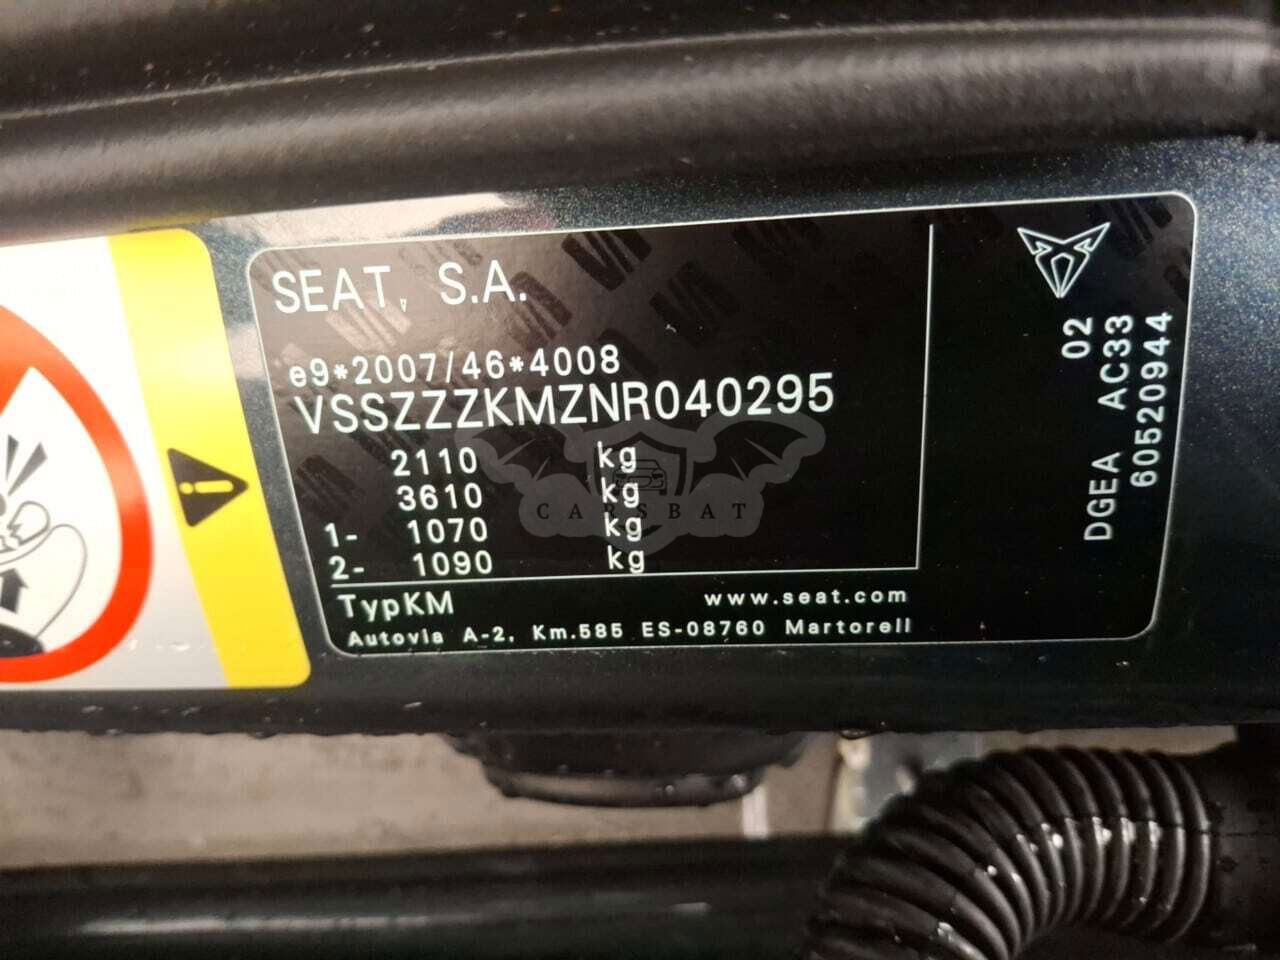 SEAT, S.A.
e9*2007/46*4008
VSSZZZKMZNR040295
2110 kg
3610 kg
1- 1070 kg
2- 1090 kg
TypKM www.seat.com
Autovia A-2, Km.585 ES-08760 Martorell
02
DGEA AC33
60520944
CARSBAT